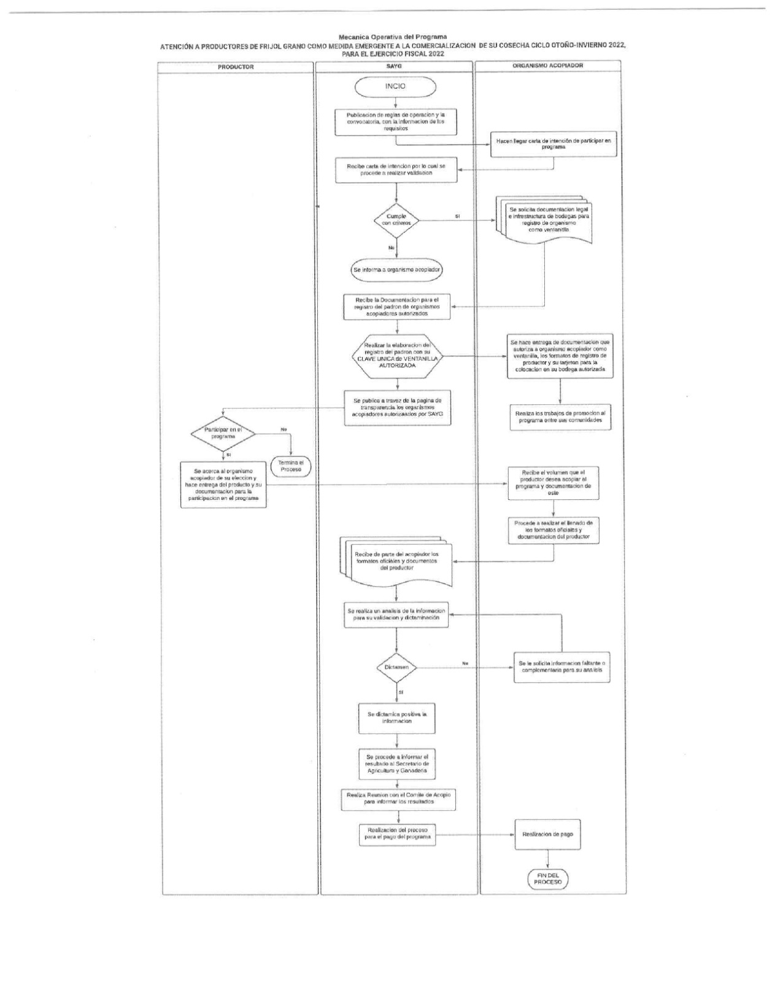 Mecanica Operativa del Programa
ATENCIÓN A PRODUCTORES DE FRIJOL GRANO COMO MEDIDA EMERGENTE A LA COMERCIALIZACION DE SU COSECHA CICLO OTOÑO-INVIERNO 2022,
PARA EL EJERCICIO FISCAL 2022
PRODUCTOR
SAYG
ORGANISMO ACOPIADOR
INCIO
Publicacion de reglas de operacion y la
convocatoria, con la informacion de los
requisitos
Hacen llegar carta de intención de participar en
programa
Recibe carta de intencion por lo cual se
procede a realizar validacion
Cumple
con criteros
SI
Se solicita documentacion legal
e infrestructura de bodegas para
registro de organismo
como ventanilla
No
Se informa a organismo acopiador
Recibe la Documentacion para el
registro del padron de organismos
acopiadores autorizados
Realizar la elaboracion del
registro del padron con su
CLAVE UNICA de VENTANILLA
AUTORIZADA
Se hace entrega de documentacion que
autoriza a organismo acopiador como
ventanilla, los formatos de registro de
productor y su tarjeton para la
colocacion en su bodega autorizada
Se publica a travez de la pagina de
transparencia los organismos
acopiadores autorizaados por SAYG
Realiza los trabajos de promocion al
programa entre sus comunidades
Participar en el
programa
No
SI
Termina el
Proceso
Se acerca al organismo
acopiador de su eleccion y
hace entrega del producto y su
documentacion para la
participacion en el programa
Recibe el volumen que el
productor desea acopiar al
programa y documentacion de
este
Procede a realizar el llenado de
los formatos oficiales y
documentacion del productor
Recibe de parte del acopiador los
formatos oficiales y documentos
del productor
Se realiza un analisis de la informacion
para su validacion y dictaminación
Dictamen
No
Se le solicita informacion faltante o
complementaria para su analisis
SI
Se dictamica positiva la
informacion
Se procede a informar el
resultado al Secretario de
Agricultura y Ganaderia
Realiza Reunion con el Comite de Acopio
para informar los resultados
Realizacion del proceso
para el pago del programa
Realizacion de pago
FIN DEL
PROCESO